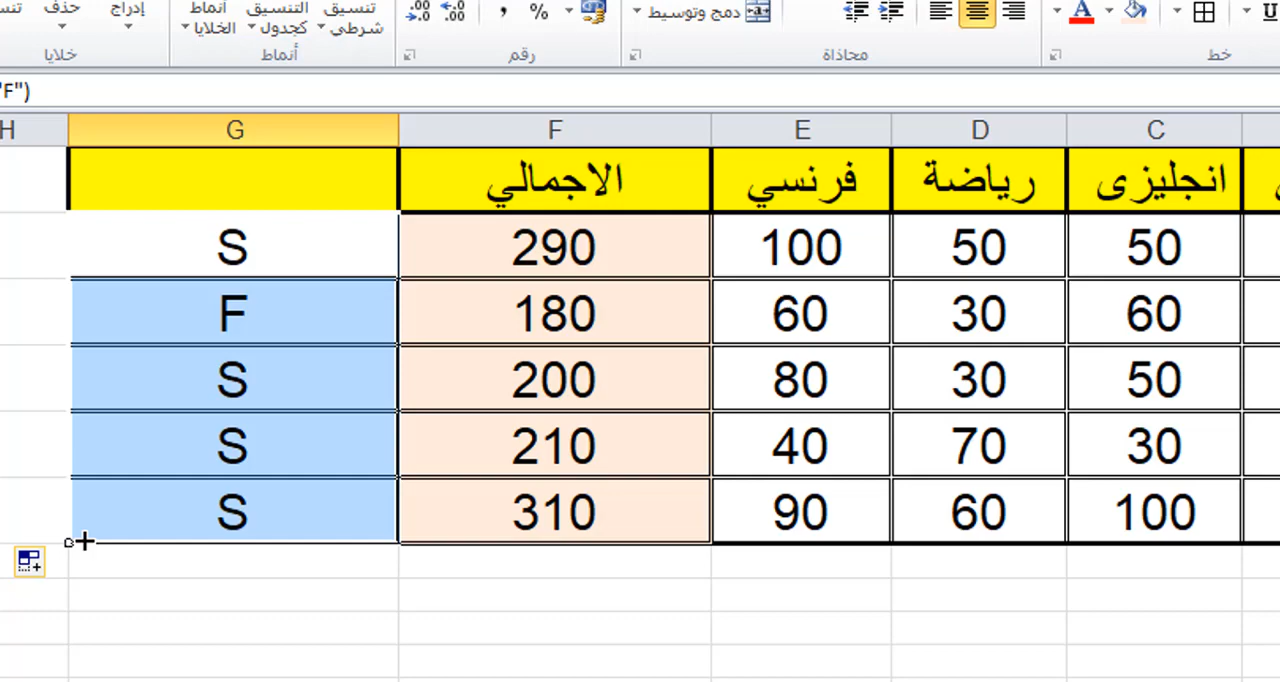 إدراج حذف التنسيق أنماط التنسيق تنسيق
الخلايا كجدول شرطي
% دمج وتوسيط A U
خلايا أنماط رقم محاذاة خط
"F")
C D E F G H
انجليزى رياضة فرنسي الاجمالي
50 50 100 290 S
60 30 60 180 F
50 30 80 200 S
30 70 40 210 S
100 60 90 310 S